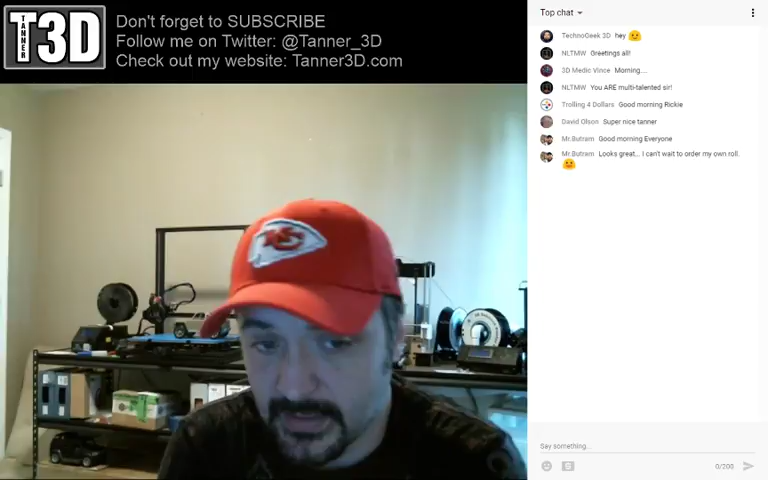 TANNER
T3D
Don't forget to SUBSCRIBE
Follow me on Twitter: @Tanner_3D
Check out my website: Tanner3D.com
Top chat
TechnoGeek 3D hey
NLTMW Greetings all!
3D Medic Vince Morning....
NLTMW You ARE multi-talented sir!
Trolling 4 Dollars Good morning Rickie
David Olson Super nice tanner
Mr.Butram Good morning Everyone
Mr.Butram Looks great... I can't wait to order my own roll.
KC
Say something...
0/200